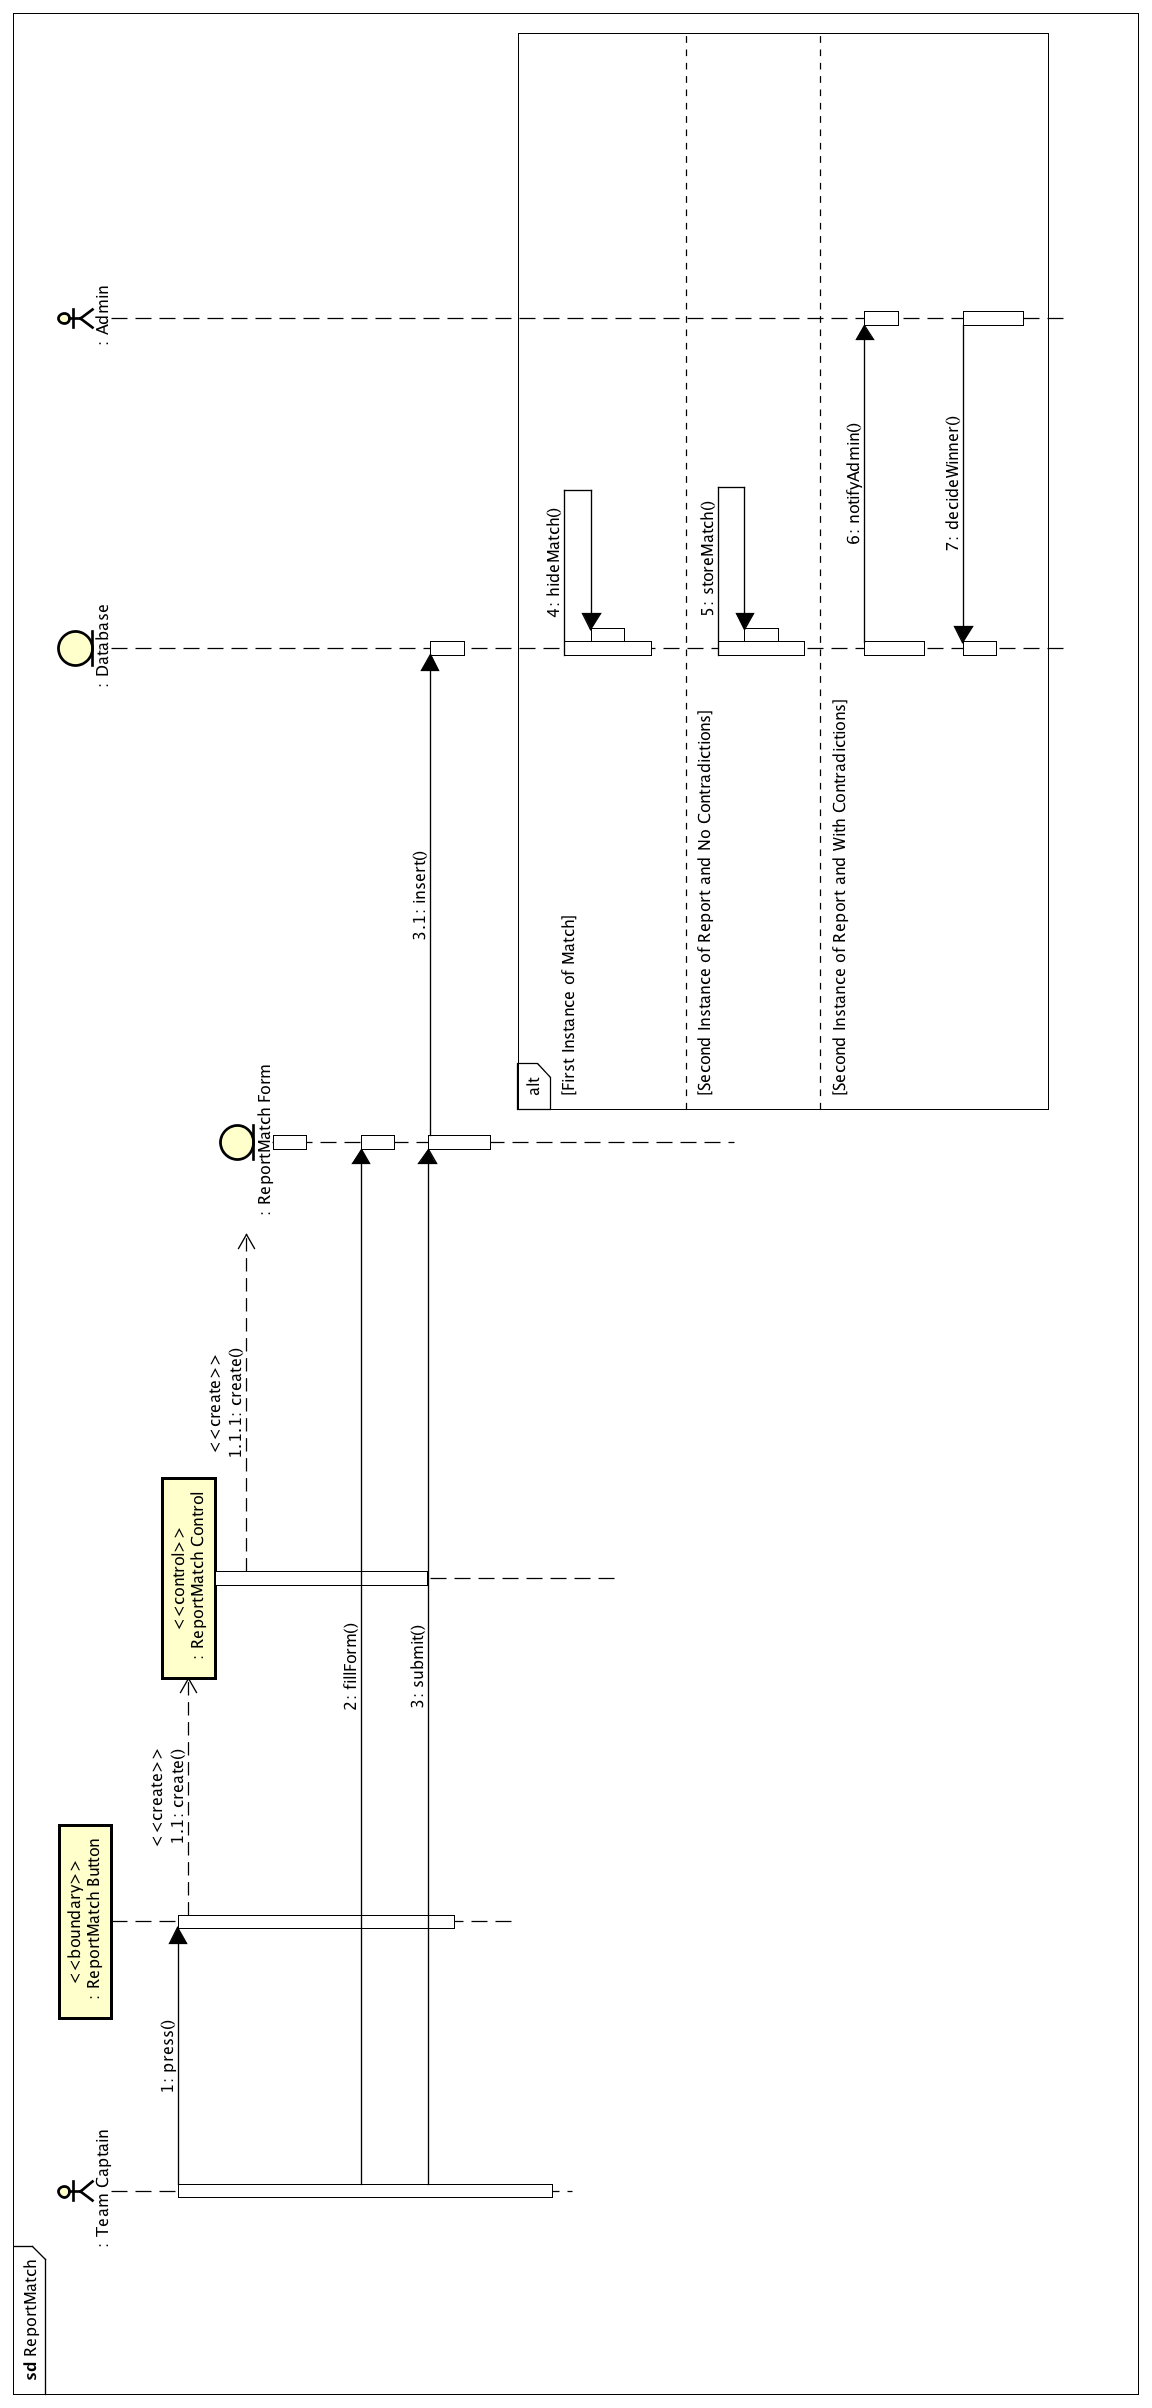 sd ReportMatch
: Team Captain
<<boundary>>
: ReportMatch Button
<<control>>
: ReportMatch Control
: ReportMatch Form
: Database
: Admin
1: press()
<<create>>
1.1: create()
<<create>>
1.1.1: create()
2: fillForm()
3: submit()
3.1: insert()
alt
[First Instance of Match]
4: hideMatch()
[Second Instance of Report and No Contradictions]
5: storeMatch()
[Second Instance of Report and With Contradictions]
6: notifyAdmin()
7: decideWinner()